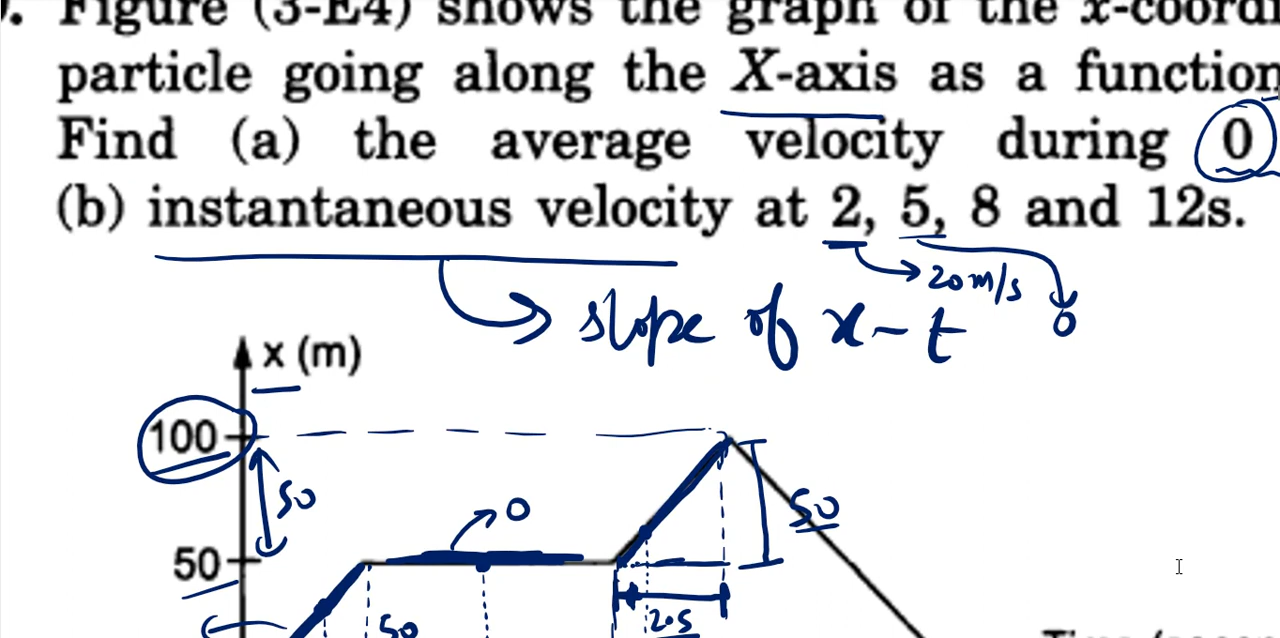 . Figure (3-E4) shows the graph of the x-coordi
particle going along the X-axis as a function
Find (a) the average velocity during 0
(b) instantaneous velocity at 2, 5, 8 and 12s.
20 m/s
0
slope of x-t
x (m)
100
50
0
50
50
50
2.5